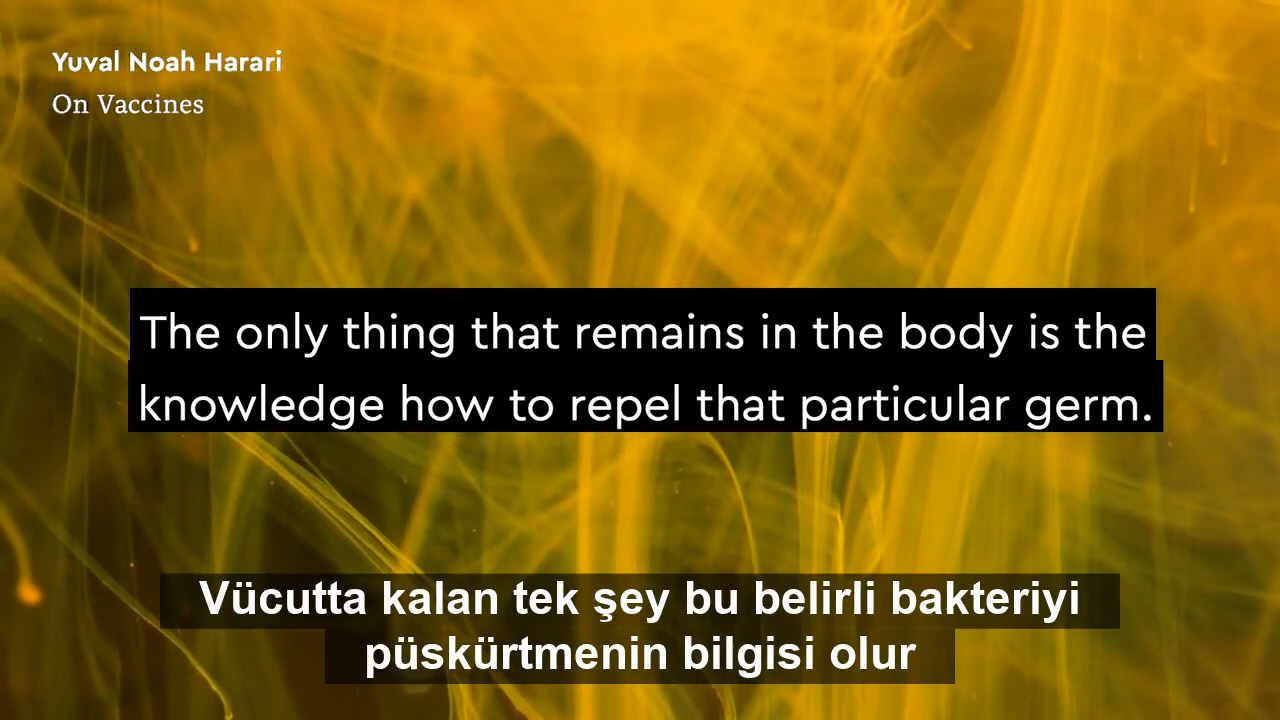 Yuval Noah Harari
On Vaccines
The only thing that remains in the body is the
knowledge how to repel that particular germ.
Vücutta kalan tek şey bu belirli bakteriyi
püskürtmenin bilgisi olur